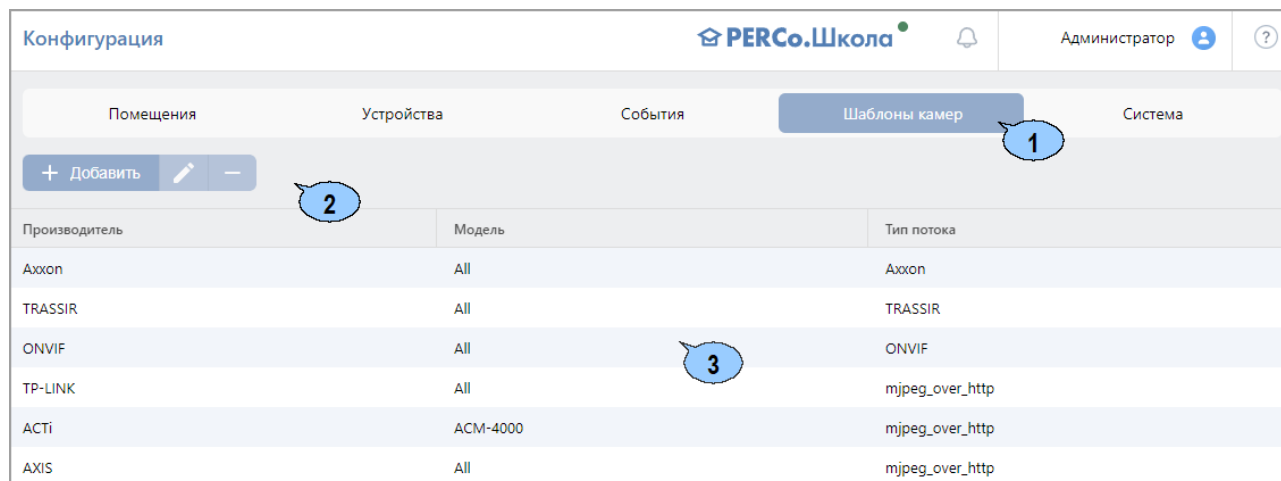 Конфигурация PERCo.Школа Администратор ?
Помещения Устройства События Шаблоны камер Система
1
+ Добавить
2
Производитель Модель Тип потока
Axxon All Axxon
TRASSIR All TRASSIR
ONVIF All ONVIF
3
TP-LINK All mjpeg_over_http
ACTi ACM-4000 mjpeg_over_http
AXIS All mjpeg_over_http